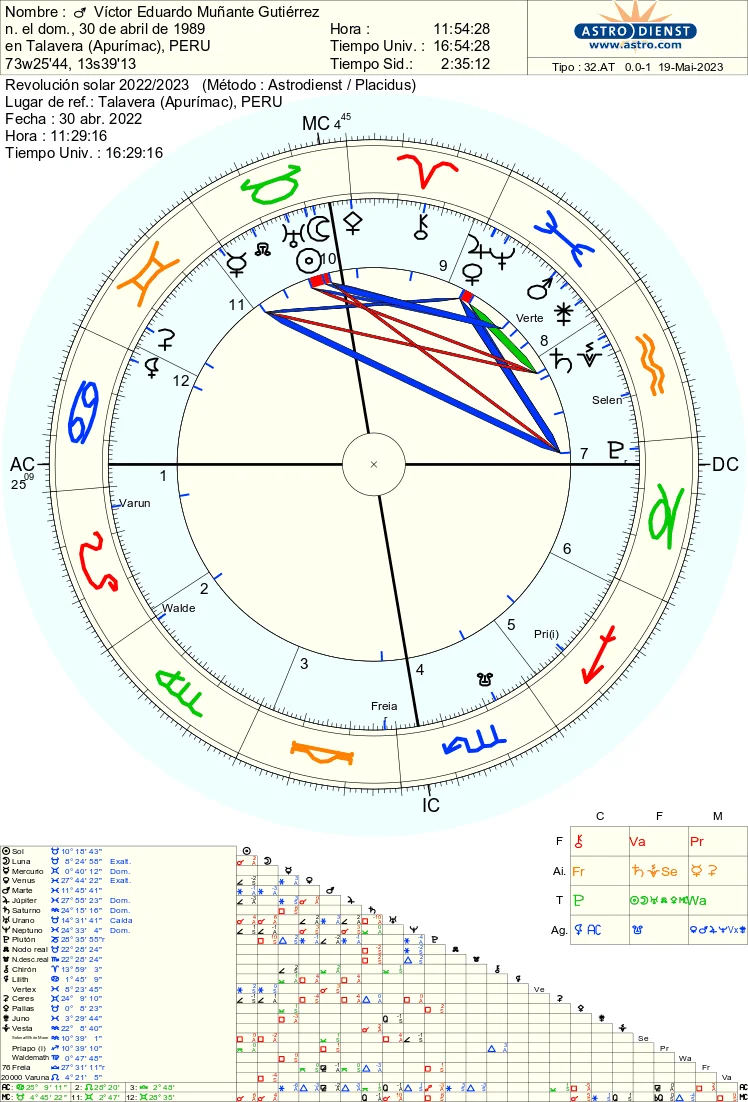 Nombre : ♂ Víctor Eduardo Muñante Gutiérrez
n. el dom., 30 de abril de 1989
en Talavera (Apurímac), PERU
73w25'44, 13s39'13
Hora : 11:54:28
Tiempo Univ. : 16:54:28
Tiempo Sid.: 2:35:12
ASTRO DIENST
www.astro.com
Tipo : 32.AT 0.0-1 19-Mai-2023
Revolución solar 2022/2023 (Método : Astrodienst / Placidus)
Lugar de ref.: Talavera (Apurímac), PERU
Fecha : 30 abr. 2022
Hora : 11:29:16
Tiempo Univ. : 16:29:16
MC 4 45
10
9
11
Verte
8
12
Selen
AC
25 09
7
DC
1
Varun
6
2
Walde
5
Pri(i)
3
4
Freia
IC
C F M
F Va Pr
Ai. Fr Se
T Wa
Ag. AC Vx
Sol 10° 18' 43"
Luna 8° 24' 58" Exalt.
Mercurio 0° 40' 12" Dom.
Venus 27° 44' 22" Exalt.
Marte 11° 45' 41"
Júpiter 27° 55' 23" Dom.
Saturno 24° 15' 16" Dom.
Urano 14° 31' 41" Caída
Neptuno 24° 33' 4" Dom.
Plutón 28° 35' 55"r
Nodo real 22° 28' 24"
N.desc.real 22° 28' 24"
Chirón 13° 59' 3"
Lilith 1° 45' 9"
Vertex 8° 23' 45"
Ceres 24° 9' 10"
Pallas 0° 8' 23"
Juno 3° 29' 44"
Vesta 22° 8' 40"
10° 39' 1"
Priapo (i) 10° 39' 10"
Waldemath 0° 47' 48"
76 Freia 27° 31' 11"r
20000 Varuna 4° 21' 5"
AC: 25° 9' 11" 2: 28° 20' 3: 2° 48'
MC: 4° 45' 22" 11: 2° 47' 12: 28° 35'
Ve
Se
Pr
Wa
Fr
Va
AC
MC